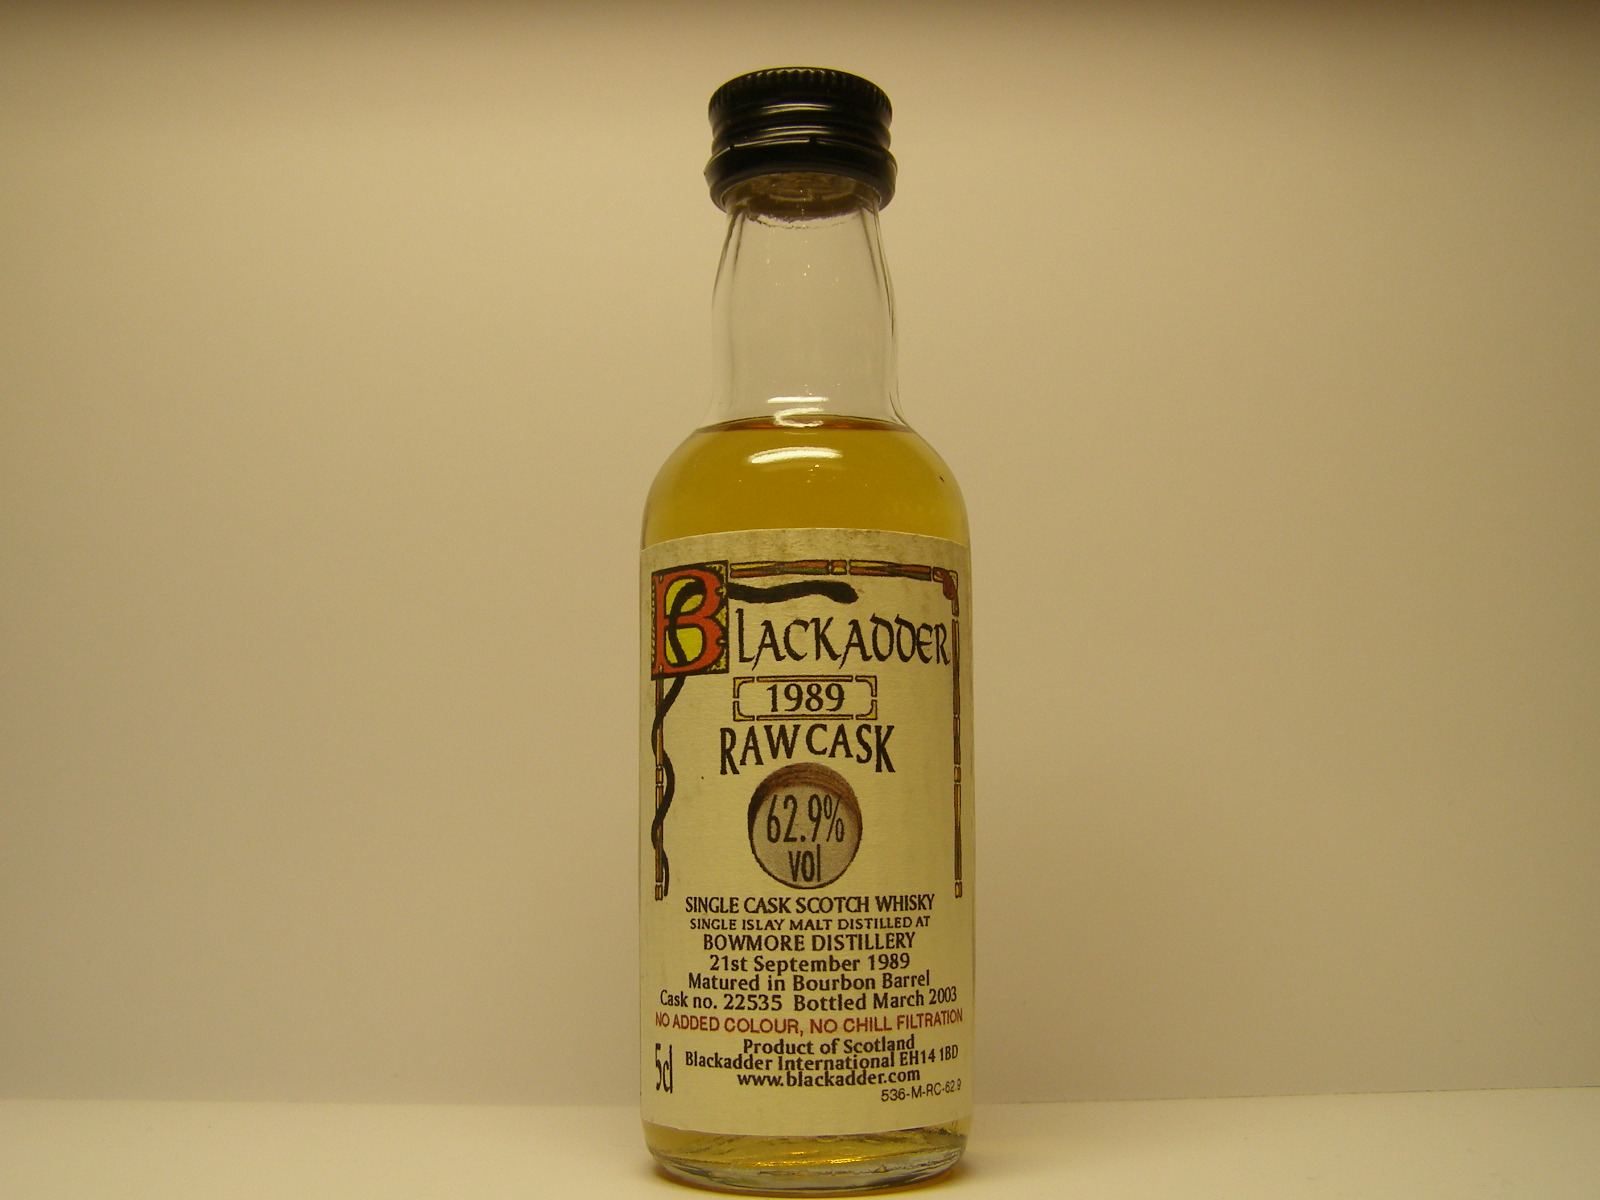 BLACKADDER
1989
RAW CASK
62.9%
vol
SINGLE CASK SCOTCH WHISKY
SINGLE ISLAY MALT DISTILLED AT
BOWMORE DISTILLERY
21st September 1989
Matured in Bourbon Barrel
Cask no. 22535 Bottled March 2003
NO ADDED COLOUR, NO CHILL FILTRATION
Product of Scotland
5cl Blackadder International EH14 1BD
www.blackadder.com
536-M-RC-62.9